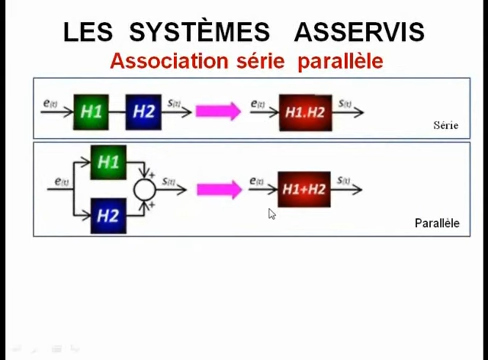 LES SYSTÈMES ASSERVIS
Association série parallèle
e(t) H1 H2 s(t) e(t) H1.H2 s(t)
Série
H1
e(t) + s(t) e(t) H1+H2 s(t)
+
H2
Parallèle